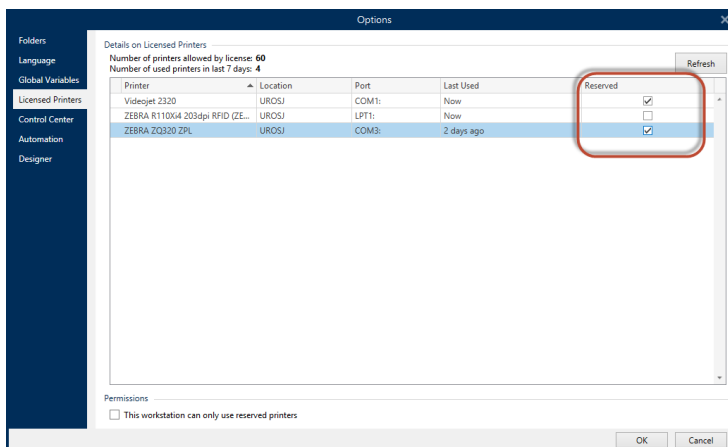 Options
Folders
Language
Global Variables
Licensed Printers
Control Center
Automation
Designer
Details on Licensed Printers
Number of printers allowed by license: 60
Number of used printers in last 7 days: 4
Refresh
Printer Location Port Last Used Reserved
Videojet 2320 UROSJ COM1: Now
ZEBRA R110Xi4 203dpi RFID (ZE... UROSJ LPT1: Now
ZEBRA ZQ320 ZPL UROSJ COM3: 2 days ago
Permissions
This workstation can only use reserved printers
OK Cancel